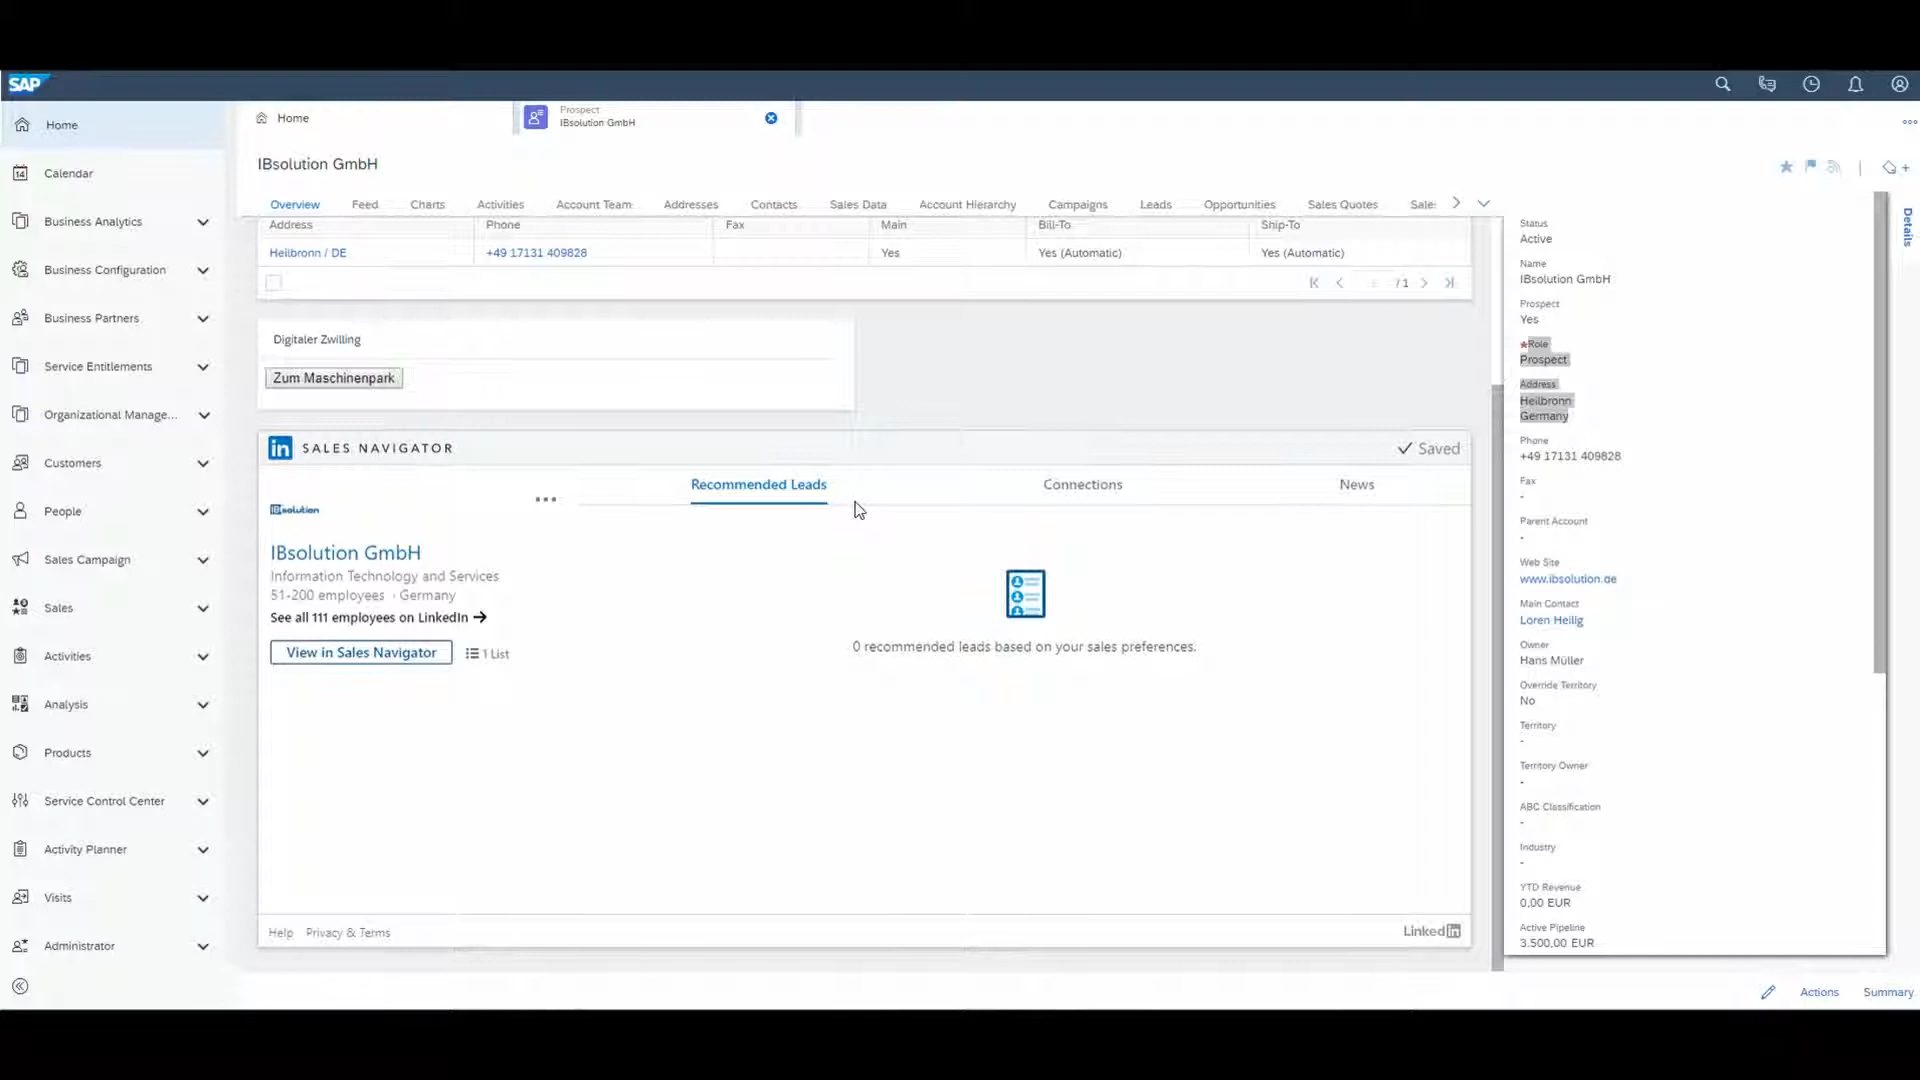 SAP
Home
Calendar
Business Analytics
Business Configuration
Business Partners
Service Entitlements
Organizational Manage...
Customers
People
Sales Campaign
Sales
Activities
Analysis
Products
Service Control Center
Activity Planner
Visits
Administrator
Home
Prospect
IBsolution GmbH
IBsolution GmbH
Overview Feed Charts Activities Account Team Addresses Contacts Sales Data Account Hierarchy Campaigns Leads Opportunities Sales Quotes Sale
Address Phone Fax Main Bill-To Ship-To
Heilbronn / DE +49 17131 409828 Yes Yes (Automatic) Yes (Automatic)
/ 1
Digitaler Zwilling
Zum Maschinenpark
in SALES NAVIGATOR
Saved
Recommended Leads Connections News
IBsolution
IBsolution GmbH
Information Technology and Services
51-200 employees · Germany
See all 111 employees on LinkedIn →
View in Sales Navigator
1 List
0 recommended leads based on your sales preferences.
Help Privacy & Terms
Linked in
Status
Active
Name
IBsolution GmbH
Prospect
Yes
*Role
Prospect
Address
Heilbronn
Germany
Phone
+49 17131 409828
Fax
-
Parent Account
-
Web Site
www.ibsolution.de
Main Contact
Loren Heilig
Owner
Hans Müller
Override Territory
No
Territory
-
Territory Owner
-
ABC Classification
-
Industry
-
YTD Revenue
0,00 EUR
Active Pipeline
3.500,00 EUR
Details
Actions Summary